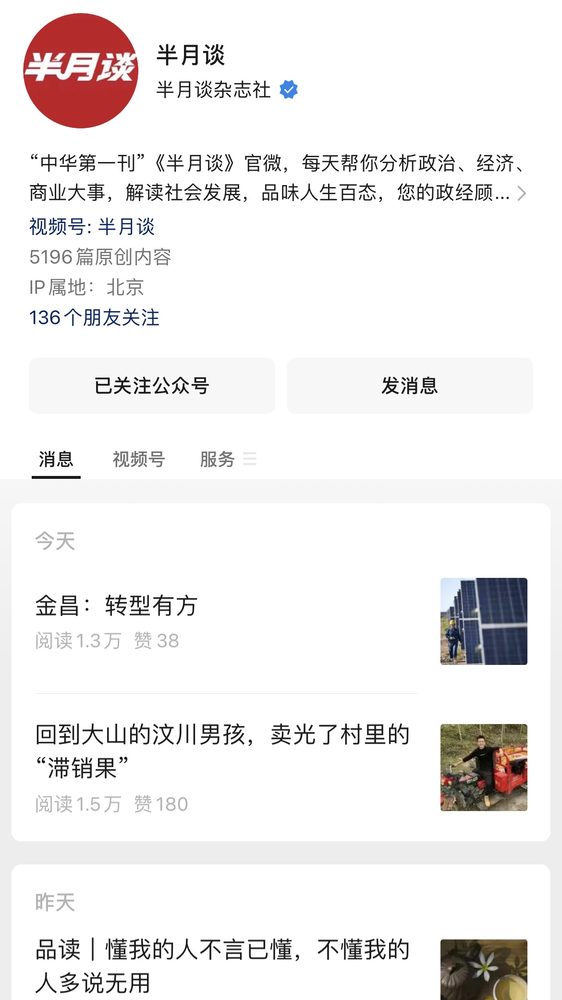 半月谈
半月谈
半月谈杂志社
“中华第一刊”《半月谈》官微，每天帮你分析政治、经济、
商业大事，解读社会发展，品味人生百态，您的政经顾...
视频号: 半月谈
5196篇原创内容
IP属地：北京
136个朋友关注
已关注公众号 发消息
消息 视频号 服务
今天
金昌：转型有方
阅读1.3万 赞38
回到大山的汶川男孩，卖光了村里的
“滞销果”
阅读1.5万 赞180
昨天
品读｜懂我的人不言已懂，不懂我的
人多说无用